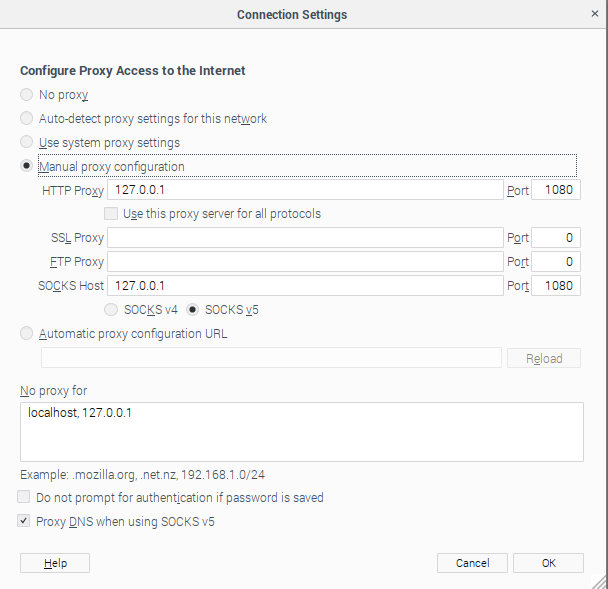 Connection Settings ×
Configure Proxy Access to the Internet
No proxy
Auto-detect proxy settings for this network
Use system proxy settings
Manual proxy configuration
HTTP Proxy 127.0.0.1 Port 1080
Use this proxy server for all protocols
SSL Proxy Port 0
FTP Proxy Port 0
SOCKS Host 127.0.0.1 Port 1080
SOCKS v4 SOCKS v5
Automatic proxy configuration URL
Reload
No proxy for
localhost, 127.0.0.1
Example: .mozilla.org, .net.nz, 192.168.1.0/24
Do not prompt for authentication if password is saved
Proxy DNS when using SOCKS v5
Help Cancel OK